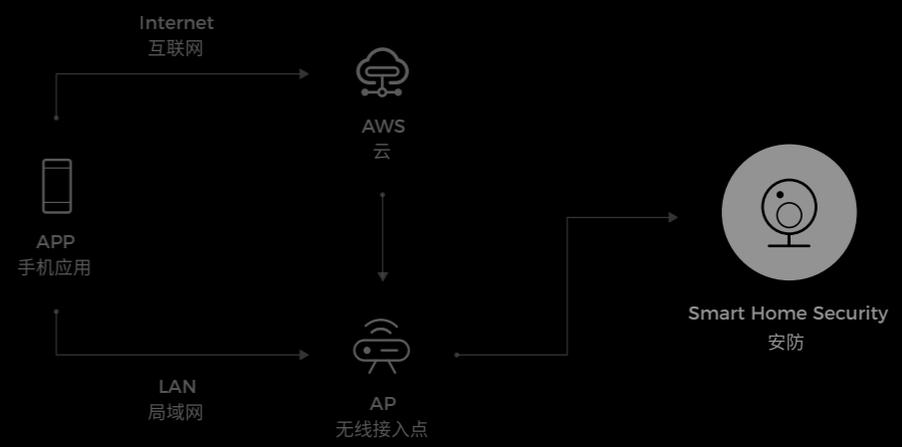 Internet
互联网
AWS
云
APP
手机应用
Smart Home Security
安防
LAN
局域网
AP
无线接入点